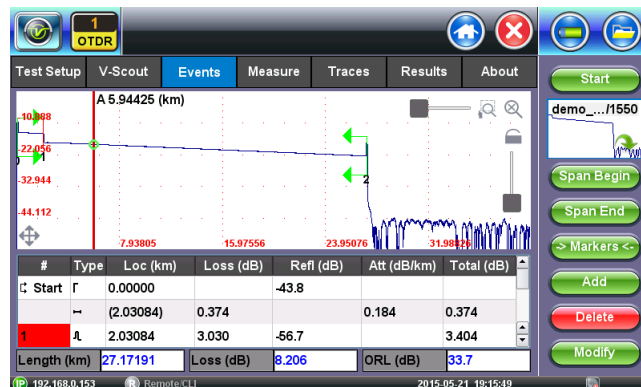 1
OTDR
Test Setup V-Scout Events Measure Traces Results About
Start
A 5.94425 (km)
demo_.../1550
-10.888
-22.056
1
-32.944
2
Span Begin
-44.112
Span End
7.93805 15.97556 23.95076 31.98826
-> Markers <-
# Type Loc (km) Loss (dB) Refl (dB) Att (dB/km) Total (dB)
Start 0.00000 -43.8
Add
(2.03084) 0.374 0.184 0.374
Delete
1 2.03084 3.030 -56.7 3.404
Modify
Length (km) 27.17191 Loss (dB) 8.206 ORL (dB) 33.7
IP 192.168.0.153 R Remote/CLI 2015-05-21 19:15:49